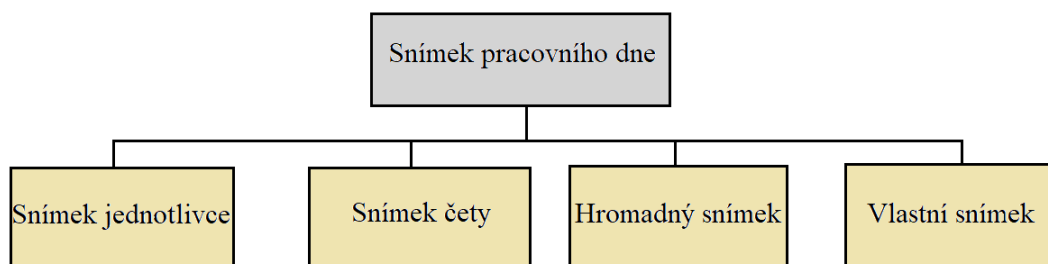 Snímek pracovního dne
Snímek jednotlivce
Snímek čety
Hromadný snímek
Vlastní snímek